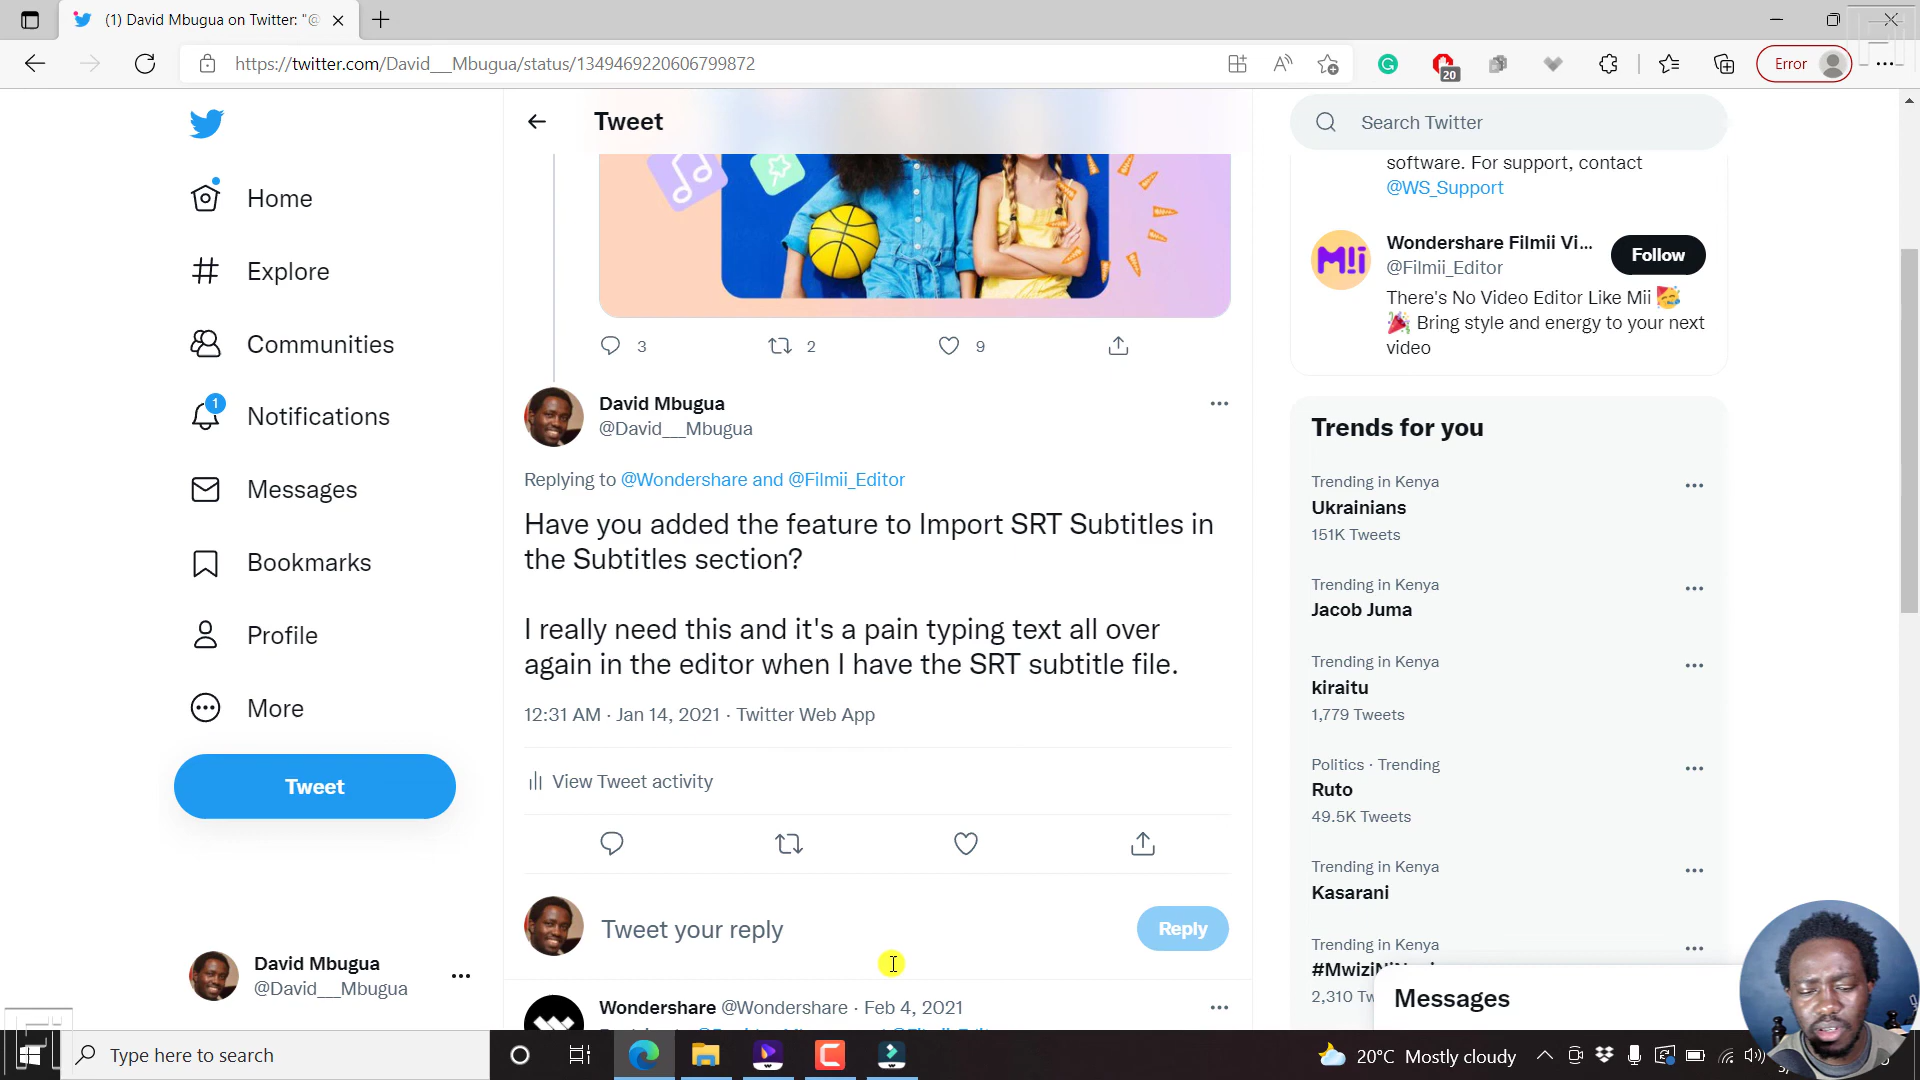 (1) David Mbugua on Twitter: "@
https://twitter.com/David__Mbugua/status/1349469220606799872
20
Error
Home
Explore
Communities
1
Notifications
Messages
Bookmarks
Profile
More
Tweet
David Mbugua
@David__Mbugua
Tweet
3
2
9
David Mbugua
@David__Mbugua
Replying to @Wondershare and @Filmii_Editor
Have you added the feature to Import SRT Subtitles in
the Subtitles section?
I really need this and it's a pain typing text all over
again in the editor when I have the SRT subtitle file.
12:31 AM · Jan 14, 2021 · Twitter Web App
View Tweet activity
Tweet your reply
Reply
Wondershare @Wondershare · Feb 4, 2021
Search Twitter
software. For support, contact
@WS_Support
Mii
Wondershare Filmii Vi...
@Filmii_Editor
Follow
There's No Video Editor Like Mii
Bring style and energy to your next
video
Trends for you
Trending in Kenya
Ukrainians
151K Tweets
Trending in Kenya
Jacob Juma
Trending in Kenya
kiraitu
1,779 Tweets
Politics · Trending
Ruto
49.5K Tweets
Trending in Kenya
Kasarani
Trending in Kenya
2,310
Messages
Type here to search
20°C Mostly cloudy